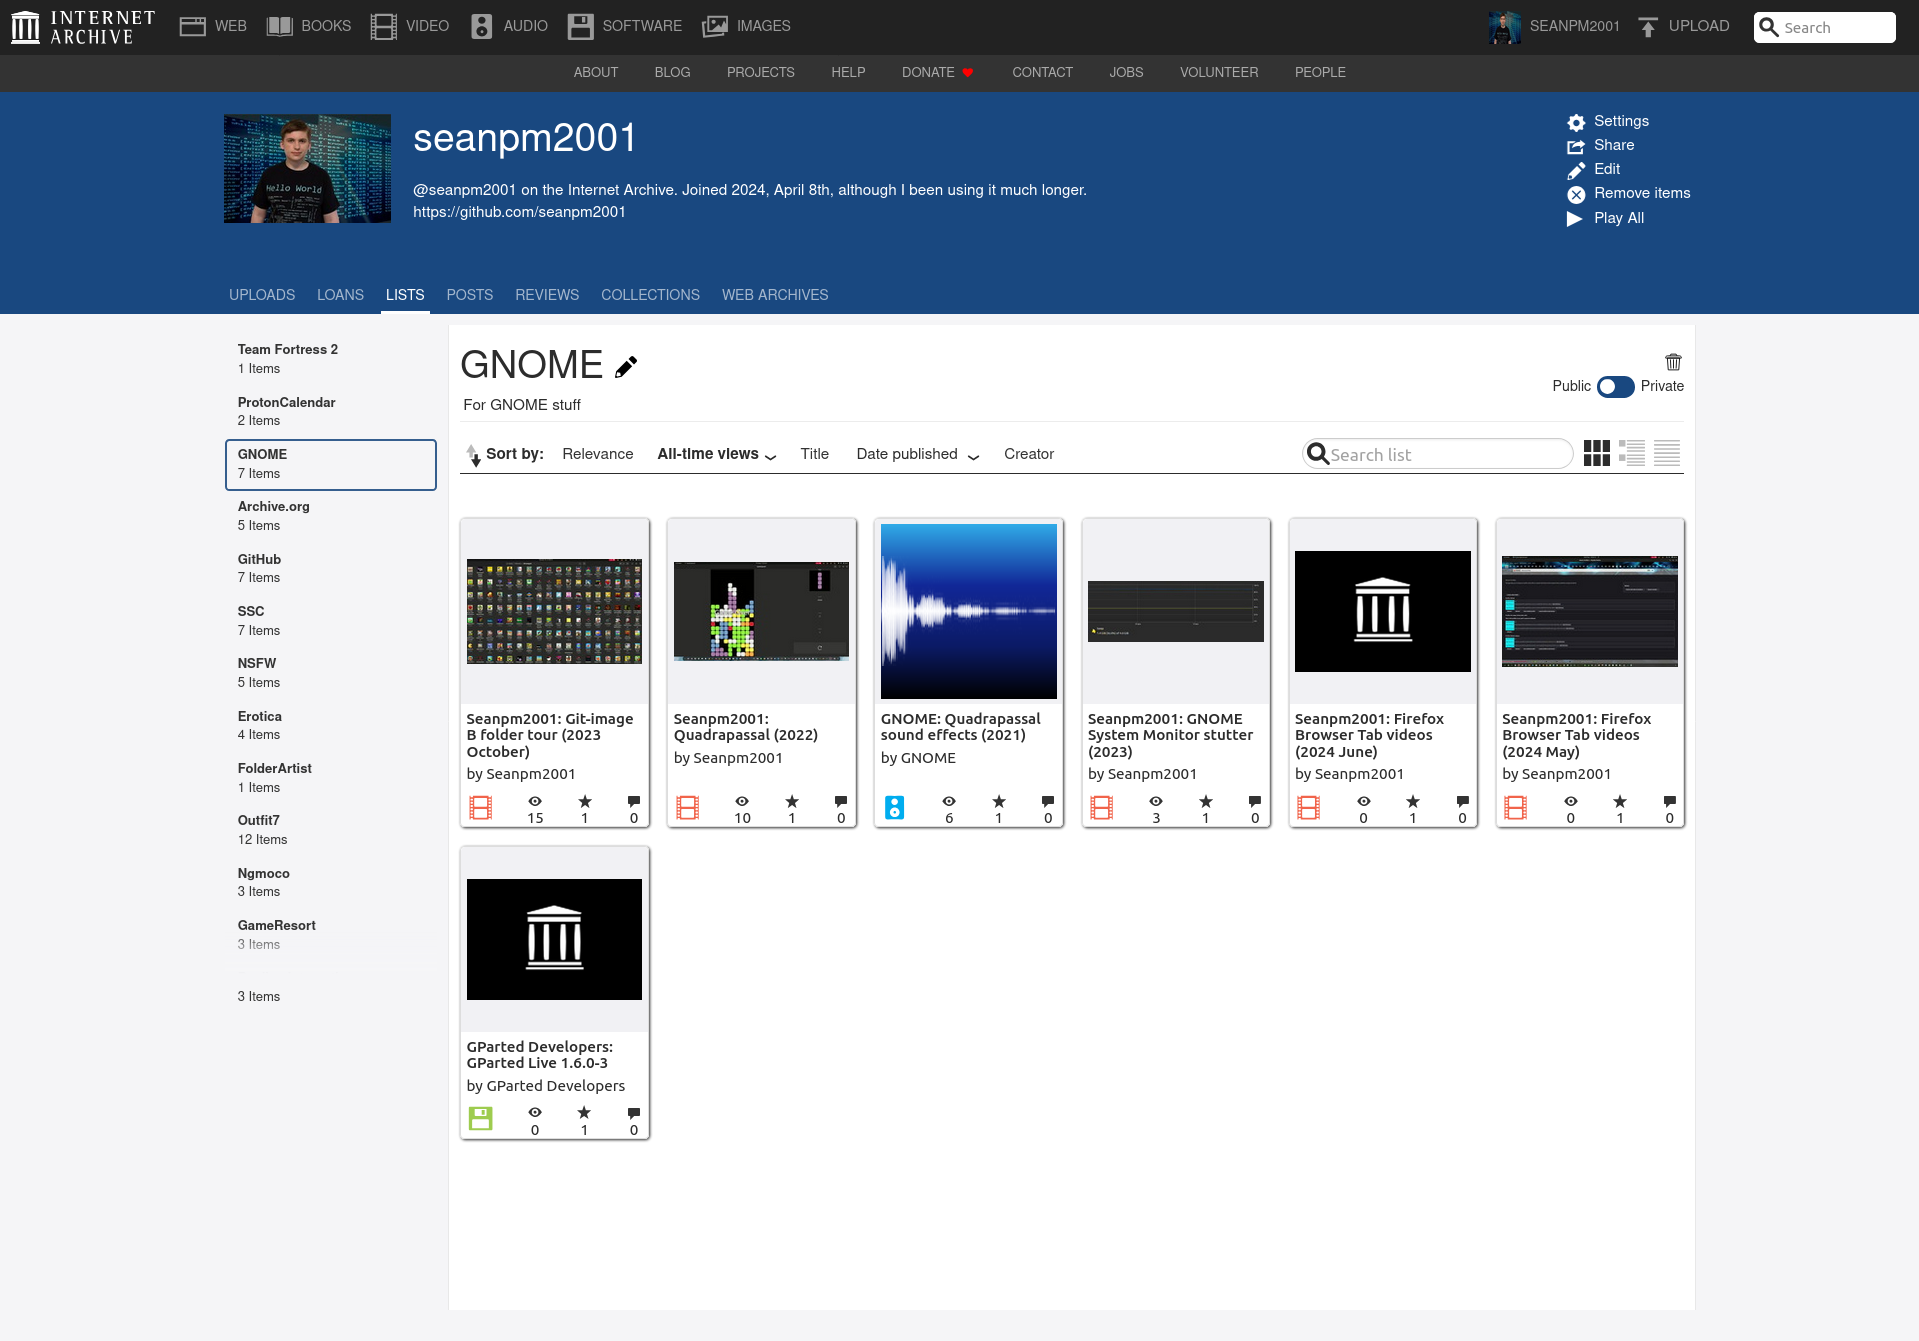 INTERNET ARCHIVE
WEB
BOOKS
VIDEO
AUDIO
SOFTWARE
IMAGES
SEANPM2001
UPLOAD
Search
ABOUT
BLOG
PROJECTS
HELP
DONATE
CONTACT
JOBS
VOLUNTEER
PEOPLE
Hello World
seanpm2001
@seanpm2001 on the Internet Archive. Joined 2024, April 8th, although I been using it much longer.
https://github.com/seanpm2001
Settings
Share
Edit
Remove items
Play All
UPLOADS
LOANS
LISTS
POSTS
REVIEWS
COLLECTIONS
WEB ARCHIVES
Team Fortress 2
1 Items
ProtonCalendar
2 Items
GNOME
7 Items
Archive.org
5 Items
GitHub
7 Items
SSC
7 Items
NSFW
5 Items
Erotica
4 Items
FolderArtist
1 Items
Outfit7
12 Items
Ngmoco
3 Items
GameResort
3 Items
3 Items
GNOME
For GNOME stuff
Public
Private
Sort by:
Relevance
All-time views
Title
Date published
Creator
Search list
Seanpm2001: Git-image
B folder tour (2023
October)
by Seanpm2001
15
1
0
Seanpm2001:
Quadrapassal (2022)
by Seanpm2001
10
1
0
GNOME: Quadrapassal
sound effects (2021)
by GNOME
6
1
0
Seanpm2001: GNOME
System Monitor stutter
(2023)
by Seanpm2001
3
1
0
Seanpm2001: Firefox
Browser Tab videos
(2024 June)
by Seanpm2001
0
1
0
Seanpm2001: Firefox
Browser Tab videos
(2024 May)
by Seanpm2001
0
1
0
GParted Developers:
GParted Live 1.6.0-3
by GParted Developers
0
1
0